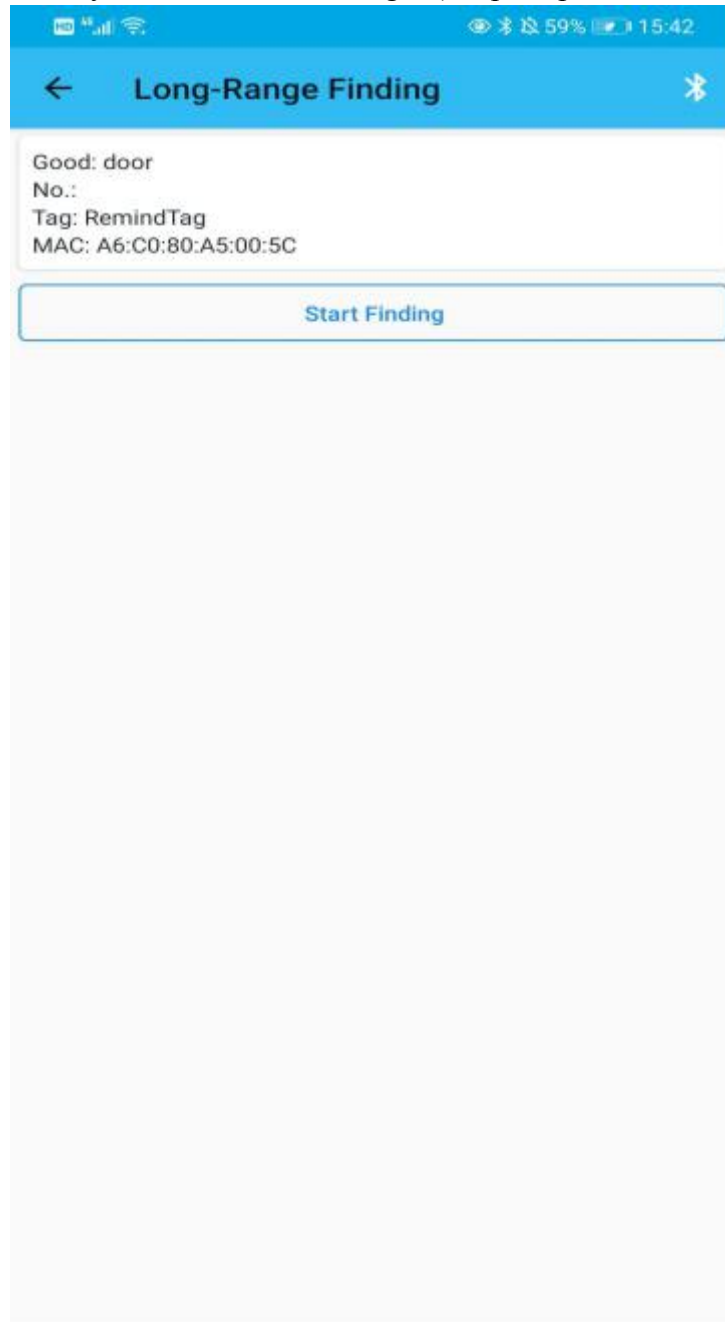 59% 15:42
Long-Range Finding
Good: door
No.:
Tag: RemindTag
MAC: A6:C0:80:A5:00:5C
Start Finding